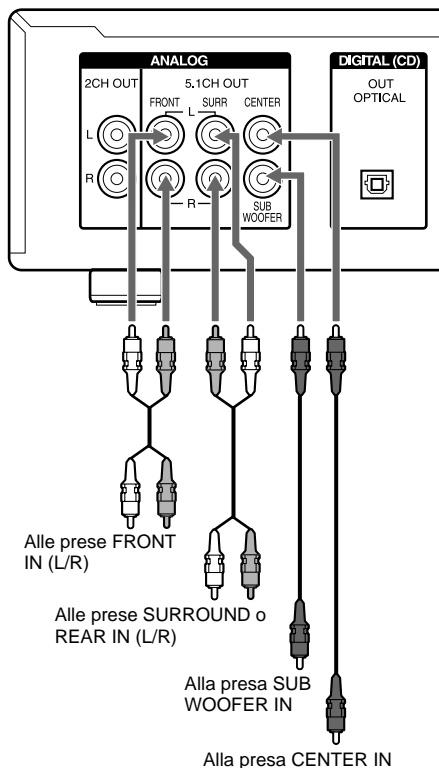 ANALOG
DIGITAL (CD)
2CH OUT
5.1CH OUT
OUT
OPTICAL
FRONT
SURR
CENTER
L
L
R
R
SUB
WOOFER
Alle prese FRONT
IN (L/R)
Alle prese SURROUND o
REAR IN (L/R)
Alla presa SUB
WOOFER IN
Alla presa CENTER IN